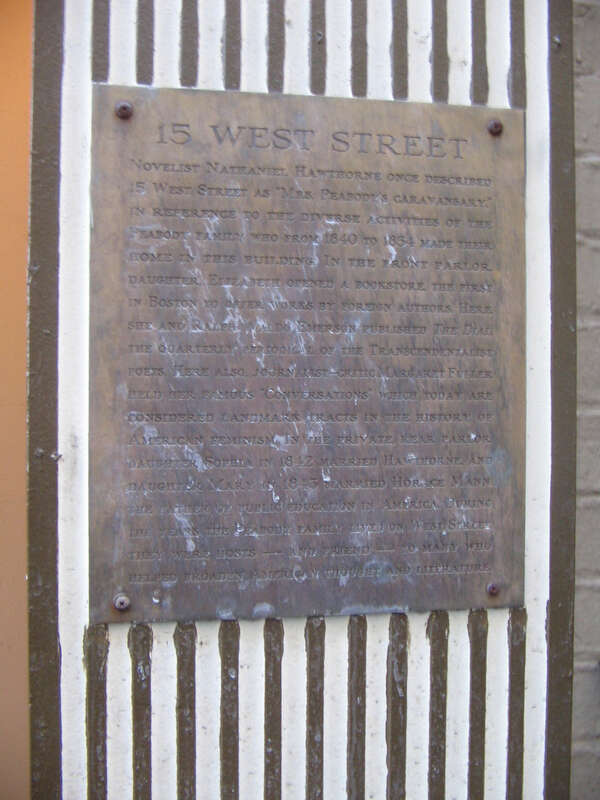 15 WEST STREET
NOVELIST NATHANIEL HAWTHORNE ONCE DESCRIBED
15 WEST STREET AS "MRS. PEABODY'S CARAVANSARY,"
IN REFERENCE TO THE DIVERSE ACTIVITIES OF THE
PEABODY FAMILY WHO FROM 1840 TO 1854 MADE THEIR
HOME IN THIS BUILDING. IN THE FRONT PARLOR,
DAUGHTER ELIZABETH OPENED A BOOKSTORE, THE FIRST
IN BOSTON TO OFFER WORKS BY FOREIGN AUTHORS. HERE,
SHE AND RALPH WALDO EMERSON PUBLISHED THE DIAL,
THE QUARTERLY PERIODICAL OF THE TRANSCENDENTALIST
POETS. HERE ALSO, JOURNALIST-CRITIC MARGARET FULLER
HELD HER FAMOUS "CONVERSATIONS" WHICH TODAY ARE
CONSIDERED LANDMARK TRACTS IN THE HISTORY OF
AMERICAN FEMINISM. IN THE PRIVATE REAR PARLOR,
DAUGHTER SOPHIA IN 1842 MARRIED HAWTHORNE, AND
DAUGHTER MARY IN 1843 MARRIED HORACE MANN,
THE FATHER OF PUBLIC EDUCATION IN AMERICA. DURING
THE YEARS THE PEABODY FAMILY LIVED ON WEST STREET,
THEY WERE HOSTS — AND FRIENDS — TO MANY WHO
HELPED BROADEN AMERICAN THOUGHT AND LITERATURE.